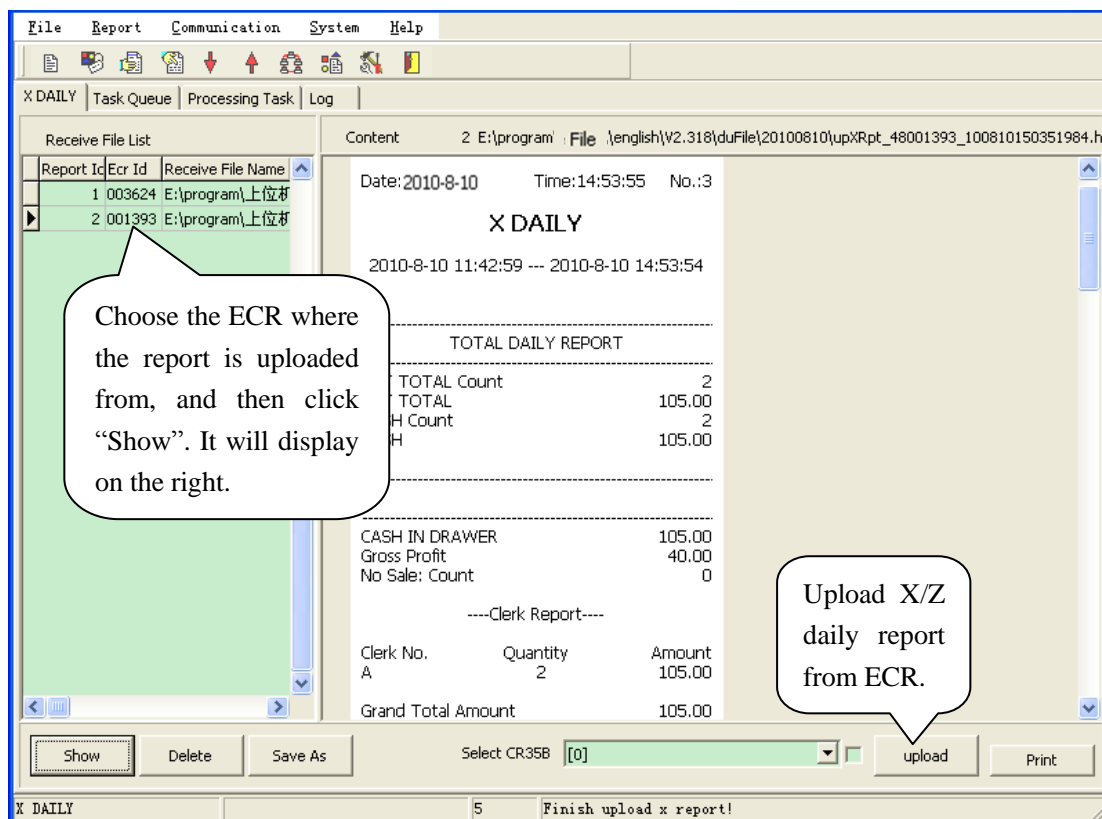 File Report Communication System Help
X DAILY Task Queue Processing Task Log
Receive File List
Content 2 E:\program File \english\V2.318\duFile\20100810\upXRpt_48001393_100810150351984.h
Report Id Ecr Id Receive File Name
1 003624 E:\program\上位机
2 001393 E:\program\上位机
Date:2010-8-10 Time:14:53:55 No.:3
X DAILY
2010-8-10 11:42:59 --- 2010-8-10 14:53:54
Choose the ECR where
the report is uploaded
from, and then click
“Show”. It will display
on the right.
TOTAL DAILY REPORT
TOTAL Count 2
TOTAL 105.00
H Count 2
H 105.00
CASH IN DRAWER 105.00
Gross Profit 40.00
No Sale: Count 0
----Clerk Report----
Clerk No. Quantity Amount
A 2 105.00
Grand Total Amount 105.00
Upload X/Z
daily report
from ECR.
Show Delete Save As Select CR35B [0] upload Print
X DAILY 5 Finish upload x report!